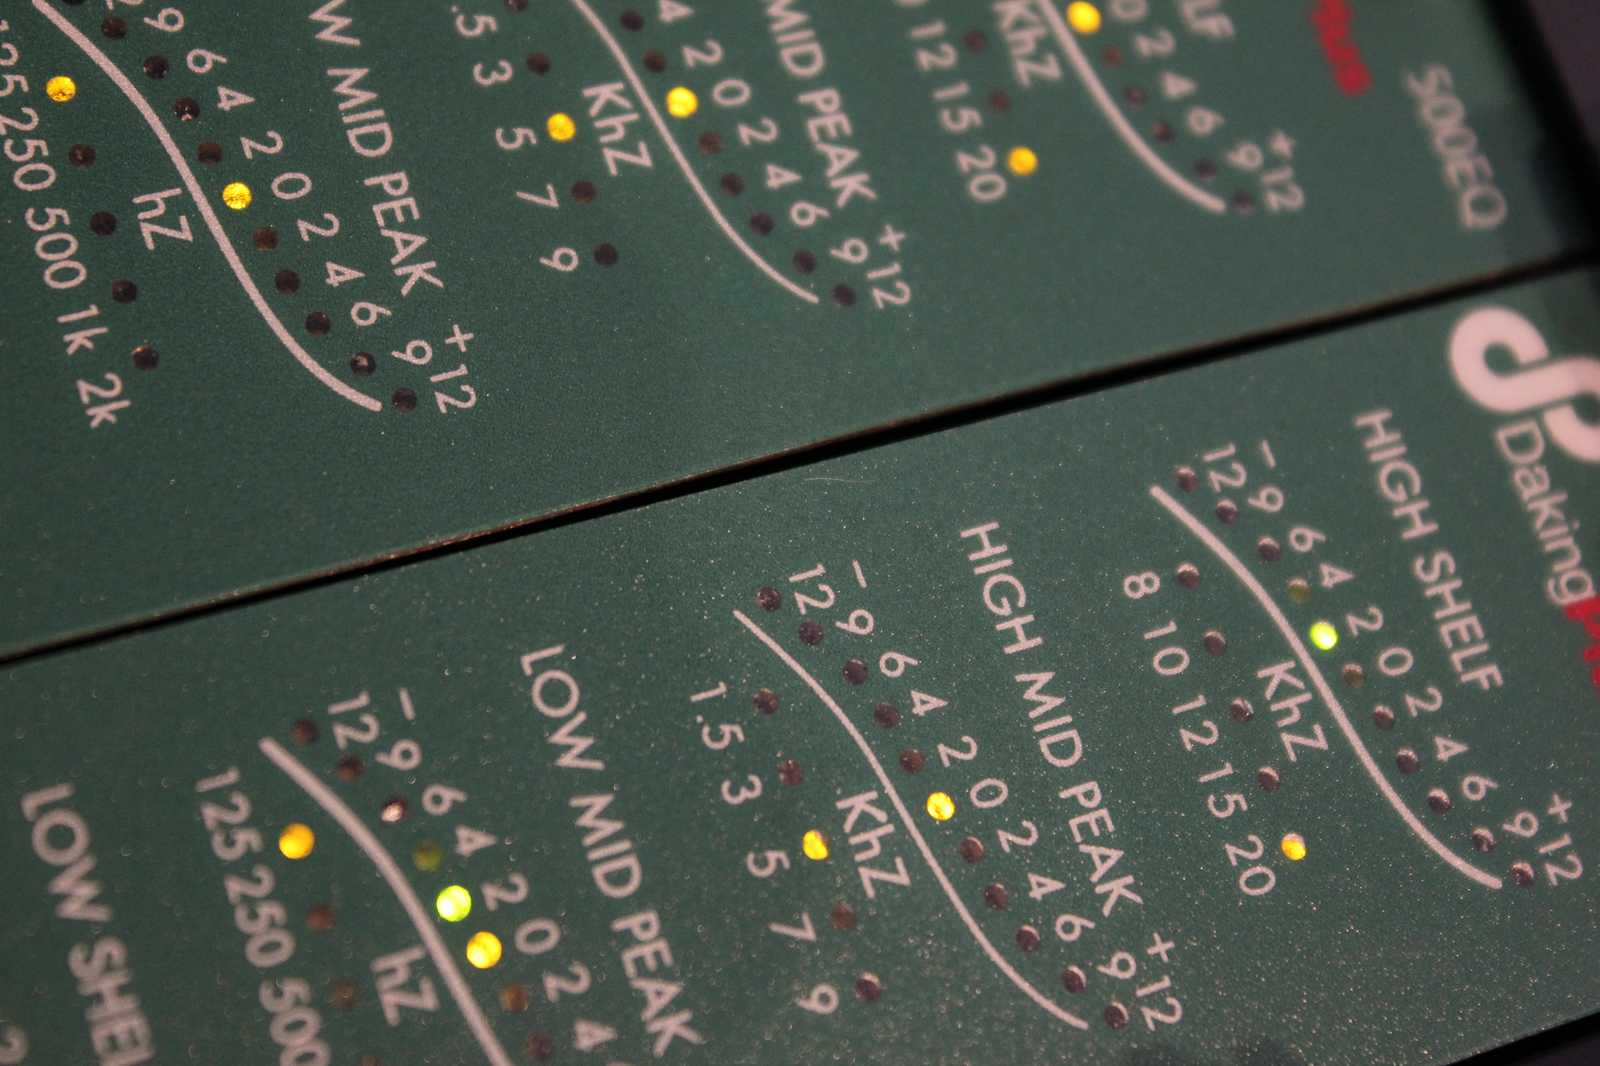 plus
500EQ
0 2 4 6 9 12
+
KhZ
12 15 20
MID PEAK
4 2 0 2 4 6 9 12
+
KhZ
.5 3 5 7 9
W MID PEAK
9 6 4 2 0 2 4 6 9 12
+
hZ
125 250 500 1k 2k
Daking
HIGH SHELF
−
12 9 6 4 2 0 2 4 6 9 12
+
KhZ
8 10 12 15 20
HIGH MID PEAK
−
12 9 6 4 2 0 2 4 6 9 12
+
KhZ
1.5 3 5 7 9
LOW MID PEAK
−
12 9 6 4 2 0 2 4
hZ
125 250 500
LOW SHEL